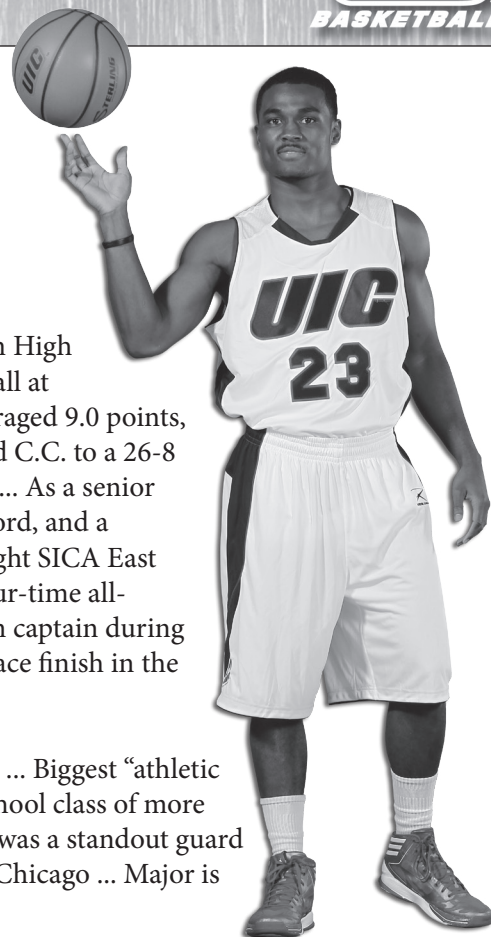 BASKETBALL
UIC
STERLING
UIC
23
n High
all at
raged 9.0 points,
d C.C. to a 26-8
... As a senior
ord, and a
ght SICA East
ur-time all-
n captain during
ace finish in the
... Biggest “athletic
hool class of more
was a standout guard
Chicago ... Major is